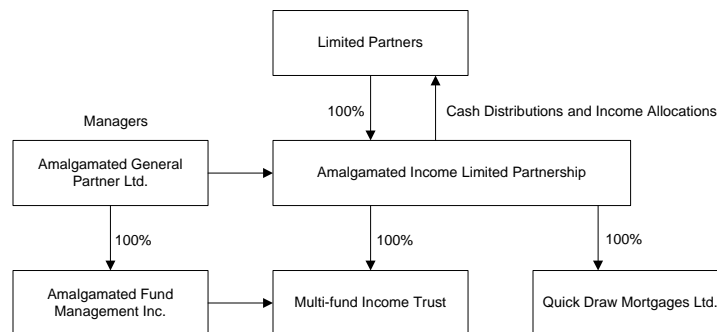 Limited Partners
100%
Cash Distributions and Income Allocations
Managers
Amalgamated General
Partner Ltd.
Amalgamated Income Limited Partnership
100%
100%
100%
Amalgamated Fund
Management Inc.
Multi-fund Income Trust
Quick Draw Mortgages Ltd.